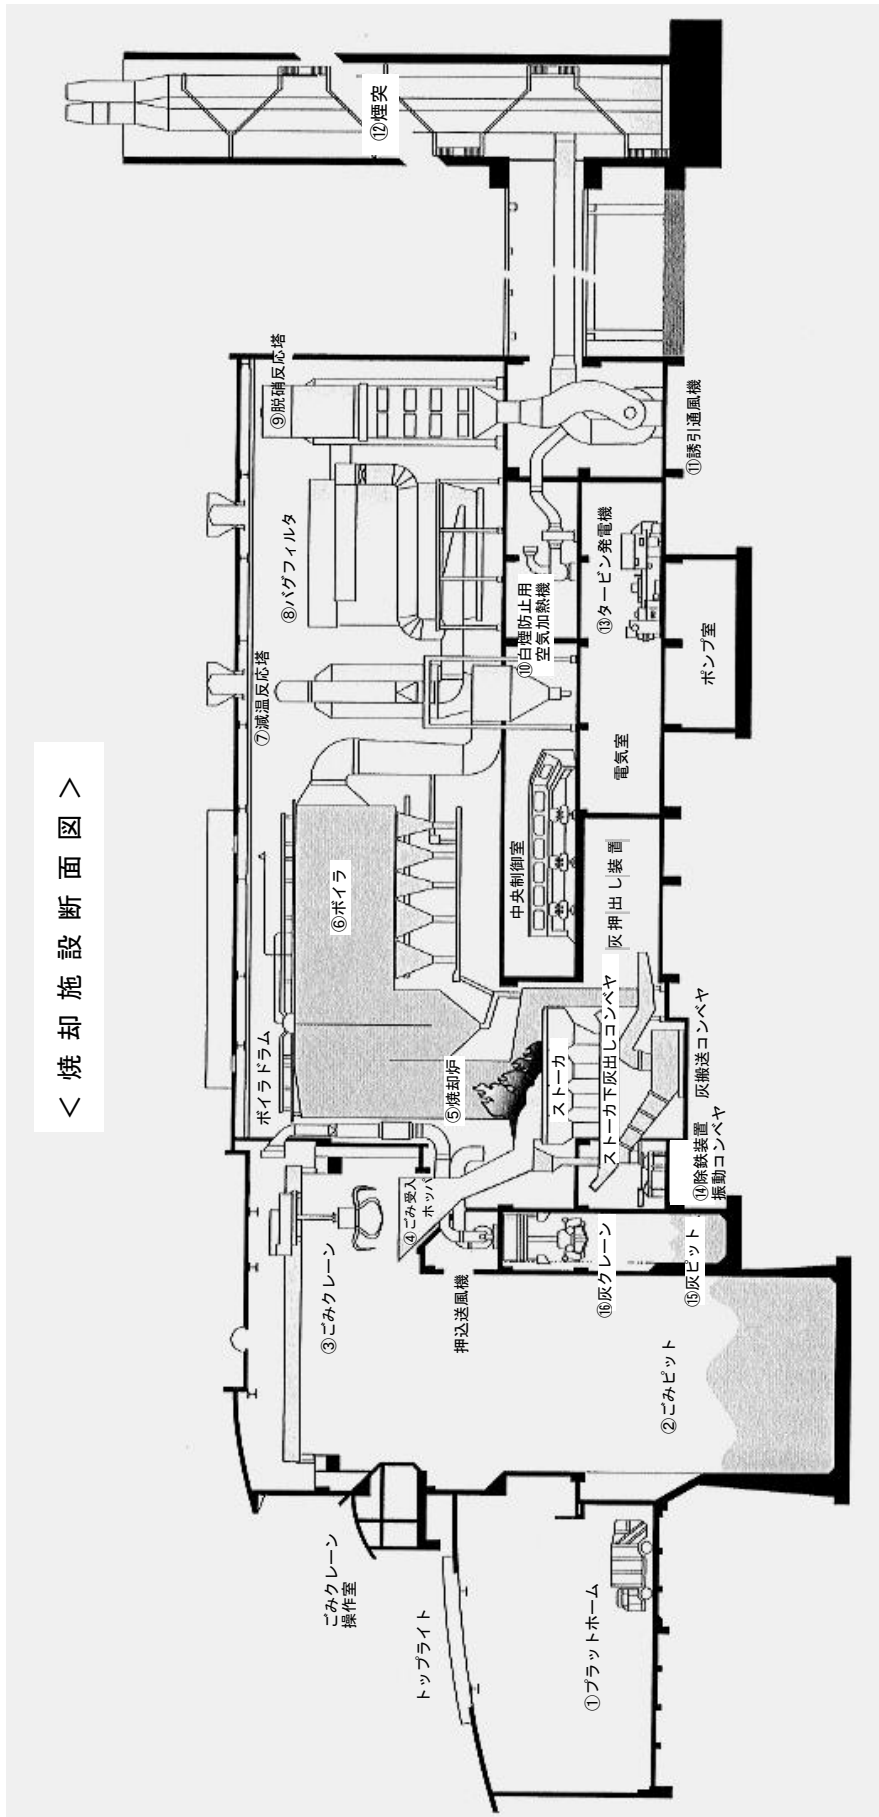 ＜焼却施設断面図＞
①プラットホーム
トップライト
ごみクレーン
操作室
②ごみピット
③ごみクレーン
④ごみ受入
ホッパ
押込送風機
⑤焼却炉
ボイラドラム
⑥ボイラ
ストーカ
ストーカ下灰出しコンベヤ
灰押出し装置
灰搬送コンベヤ
⑭除鉄装置
振動コンベヤ
⑮灰ピット
⑯灰クレーン
⑦減温反応塔
⑧バグフィルタ
⑨脱硝反応塔
⑩白煙防止用
空気加熱機
⑪誘引通風機
⑫煙突
⑬タービン発電機
中央制御室
電気室
ポンプ室